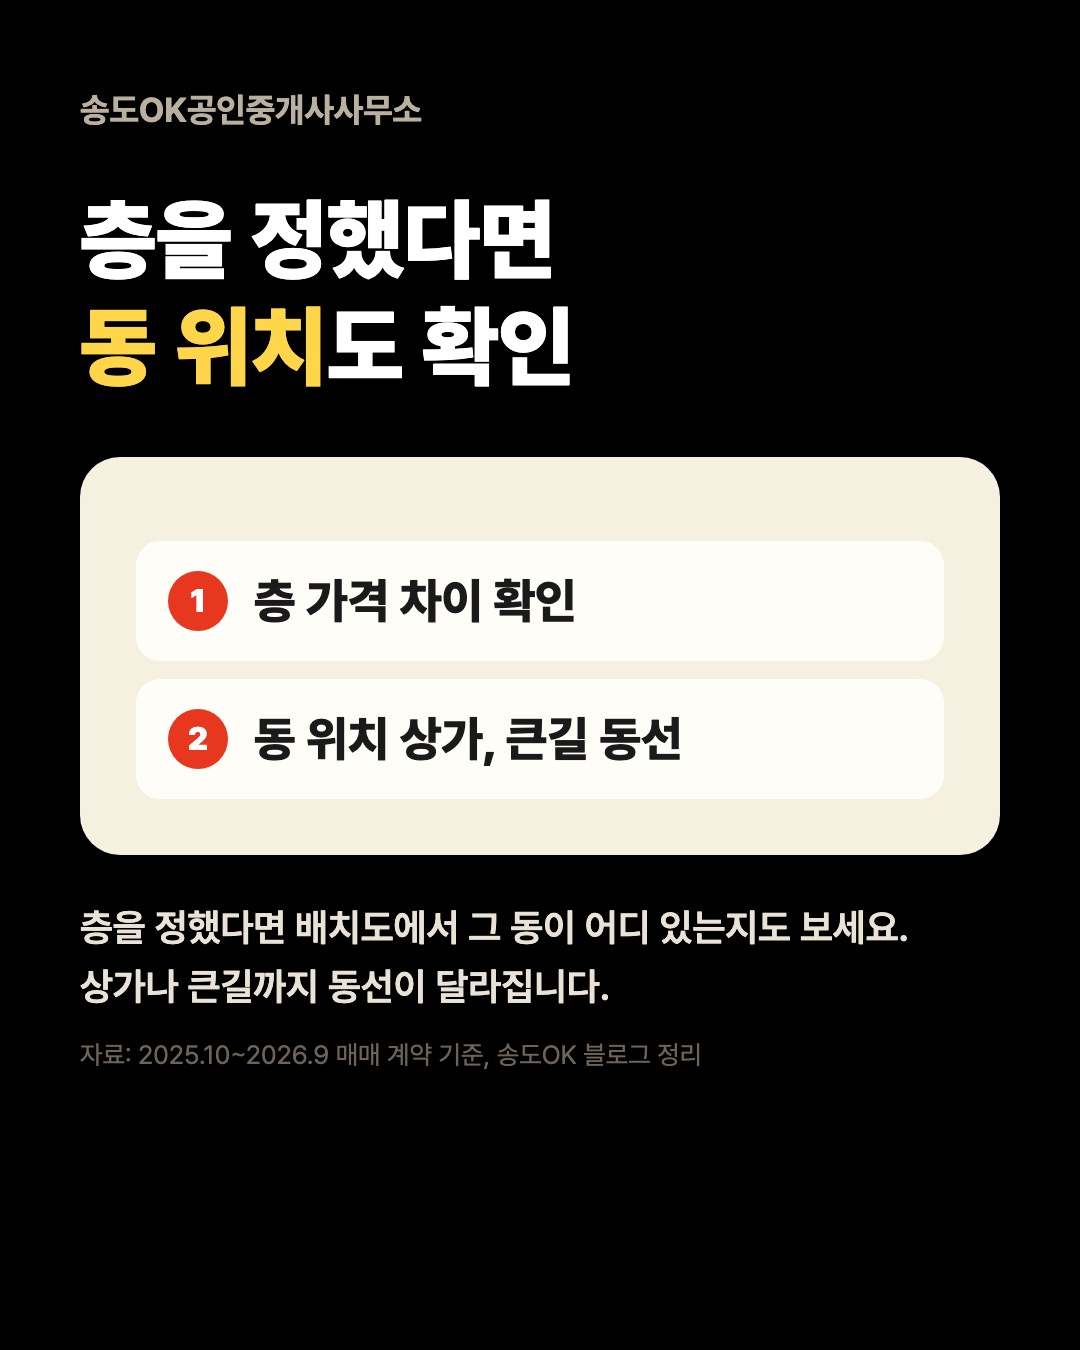 송도OK공인중개사사무소
층을 정했다면
동 위치도 확인
1 층 가격 차이 확인
2 동 위치 상가, 큰길 동선
층을 정했다면 배치도에서 그 동이 어디 있는지도 보세요.
상가나 큰길까지 동선이 달라집니다.
자료: 2025.10~2026.9 매매 계약 기준, 송도OK 블로그 정리